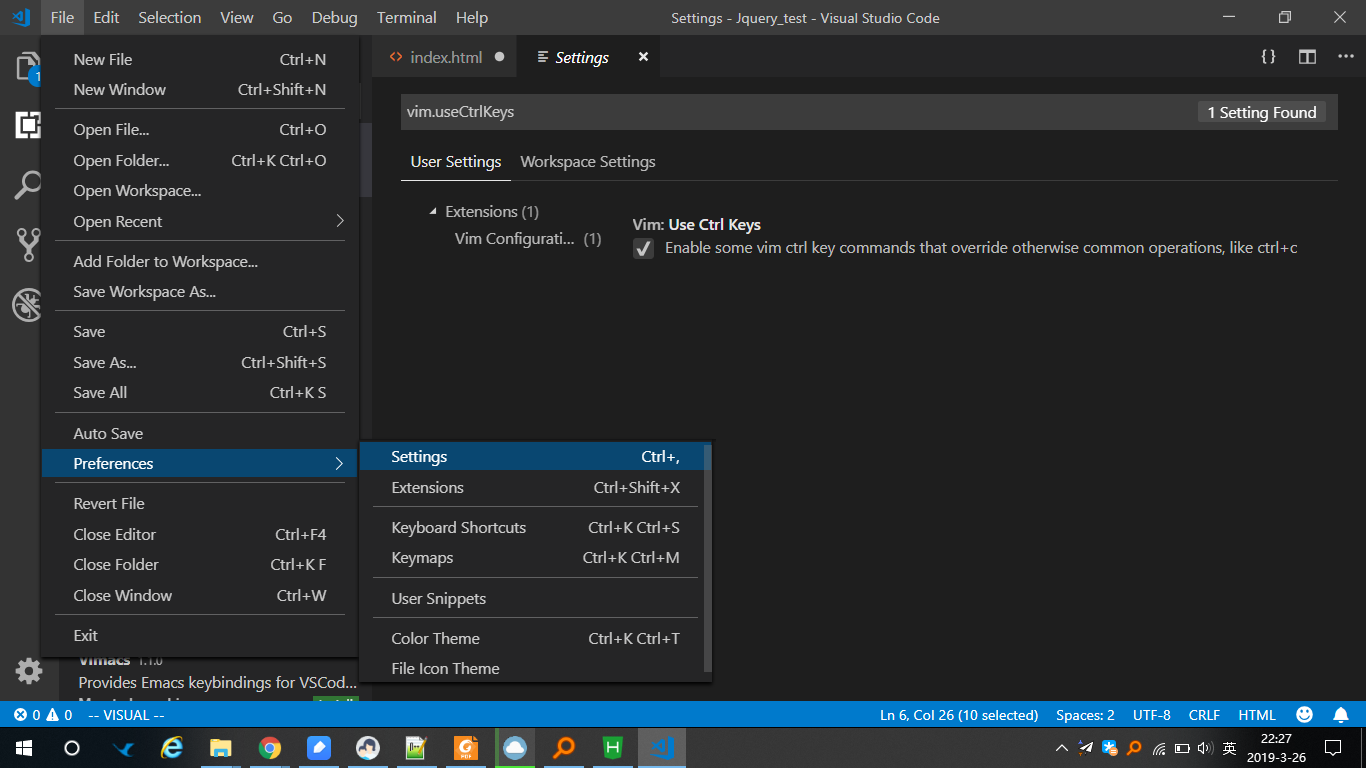 File Edit Selection View Go Debug Terminal Help
Settings - Jquery_test - Visual Studio Code
New File Ctrl+N
New Window Ctrl+Shift+N
Open File... Ctrl+O
Open Folder... Ctrl+K Ctrl+O
Open Workspace...
Open Recent
Add Folder to Workspace...
Save Workspace As...
Save Ctrl+S
Save As... Ctrl+Shift+S
Save All Ctrl+K S
Auto Save
Preferences
Revert File
Close Editor Ctrl+F4
Close Folder Ctrl+K F
Close Window Ctrl+W
Exit
Settings Ctrl+,
Extensions Ctrl+Shift+X
Keyboard Shortcuts Ctrl+K Ctrl+S
Keymaps Ctrl+K Ctrl+M
User Snippets
Color Theme Ctrl+K Ctrl+T
File Icon Theme
1
index.html
Settings
vim.useCtrlKeys
1 Setting Found
User Settings Workspace Settings
Extensions (1)
Vim Configurati... (1)
Vim: Use Ctrl Keys
Enable some vim ctrl key commands that override otherwise common operations, like ctrl+c
Vimacs 1.1.0
Provides Emacs keybindings for VSCod...
0 0 -- VISUAL --
Ln 6, Col 26 (10 selected) Spaces: 2 UTF-8 CRLF HTML
英
22:27
2019-3-26